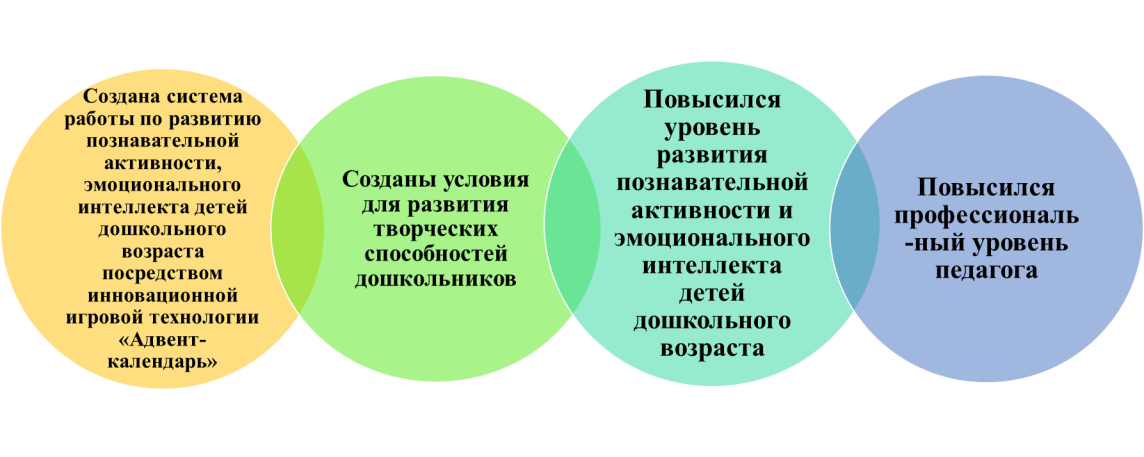 Создана система
работы по развитию
познавательной
активности,
эмоционального
интеллекта детей
дошкольного
возраста
посредством
инновационной
игровой технологии
«Адвент-
календарь»
Созданы условия
для развития
творческих
способностей
дошкольников
Повысился
уровень
развития
познавательной
активности и
эмоционального
интеллекта
детей
дошкольного
возраста
Повысился
профессиональ
-ный уровень
педагога